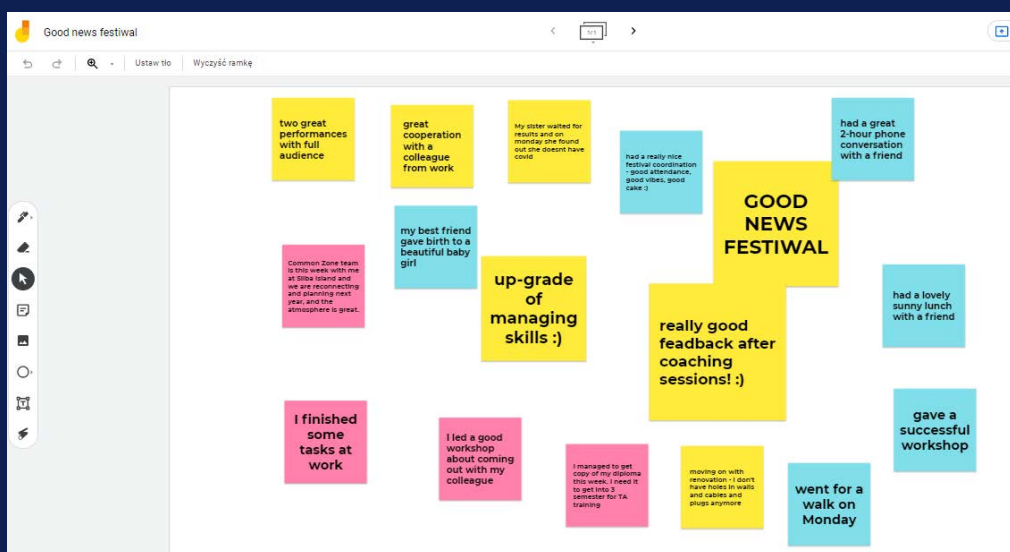 Good news festiwal
1/1
Ustaw tło
Wyczyść ramkę
two great
performances
with full
audience
great
cooperation
with a
colleague
from work
My sister waited for
results and on
monday she found
out she doesnt have
covid
had a really nice
festival coordination
- good attendance,
good vibes, good
cake :)
had a great
2-hour phone
conversation
with a friend
GOOD
NEWS
FESTIWAL
my best friend
gave birth to a
beautiful baby
girl
Common Zone team
is this week with me
at Silba Island and
we are reconnecting
and planning next
year, and the
atmosphere is great.
up-grade
of
managing
skills :)
really good
feadback after
coaching
sessions! :)
had a lovely
sunny lunch
with a friend
I finished
some
tasks at
work
I led a good
workshop
about coming
out with my
colleague
I managed to get
copy of my diploma
this week. I need it
to get into 3
semester for TA
training
moving on with
renovation - I don't
have holes in walls
and cables and
plugs anymore
went for a
walk on
Monday
gave a
successful
workshop